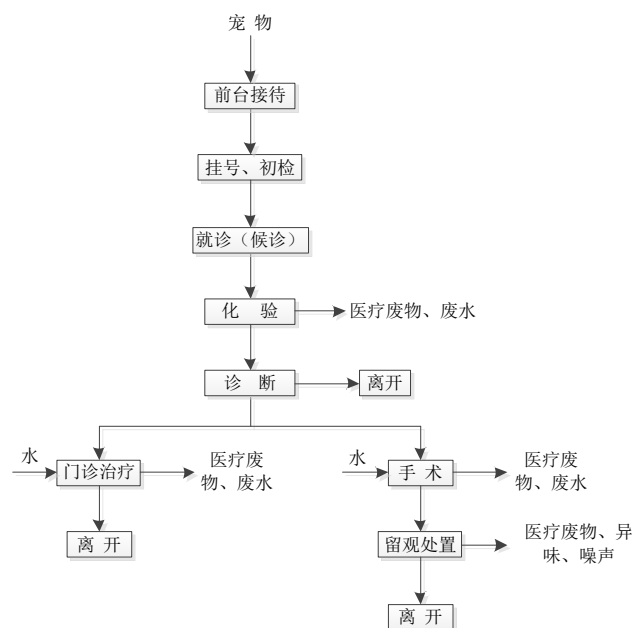 宠 物
前台接待
挂号、初检
就诊（候诊）
化 验
医疗废物、废水
诊 断
离开
水
门诊治疗
医疗废
物、废水
水
手 术
医疗废
物、废水
离 开
留观处置
医疗废物、异
味、噪声
离 开